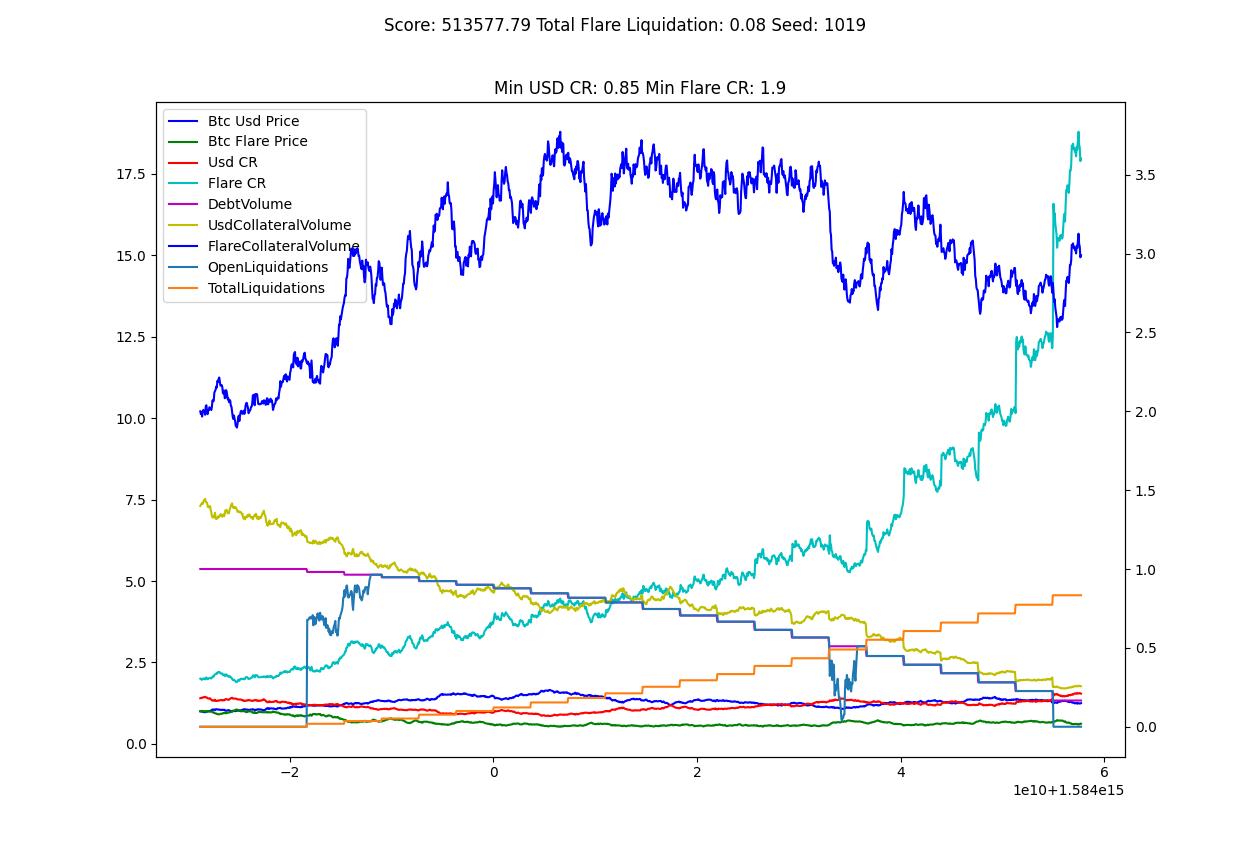 Score: 513577.79 Total Flare Liquidation: 0.08 Seed: 1019
Min USD CR: 0.85 Min Flare CR: 1.9
Btc Usd Price
Btc Flare Price
Usd CR
Flare CR
DebtVolume
UsdCollateralVolume
FlareCollateralVolume
OpenLiquidations
TotalLiquidations
17.5
15.0
12.5
10.0
7.5
5.0
2.5
0.0
3.5
3.0
2.5
2.0
1.5
1.0
0.5
0.0
−2 0 2 4 6
1e10+1.584e15